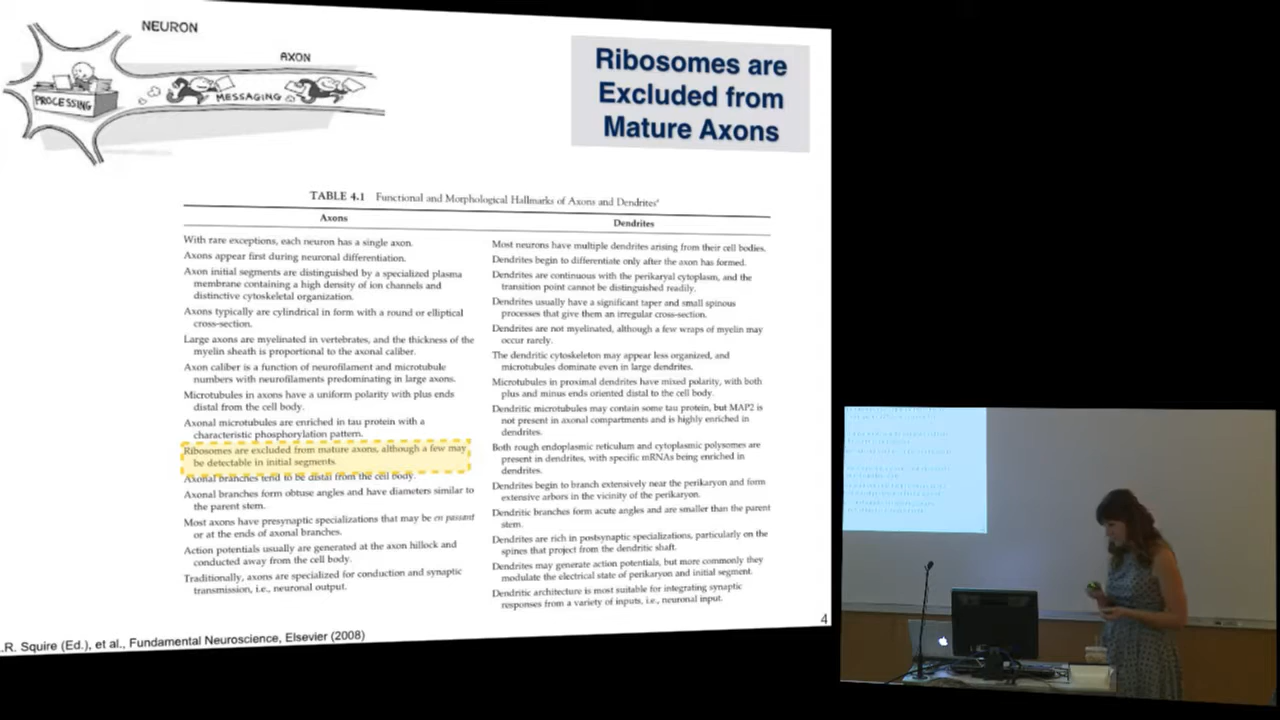 NEURON
AXON
PROCESSING
MESSAGING
Ribosomes are
Excluded from
Mature Axons
TABLE 4.1 Functional and Morphological Hallmarks of Axons and Dendrites
Axons
With rare exceptions, each neuron has a single axon.
Axons appear first during neuronal differentiation.
Axon initial segments are distinguished by a specialized plasma
membrane containing a high density of ion channels and
distinctive cytoskeletal organization.
Axons typically are cylindrical in form with a round or elliptical
cross-section.
Large axons are myelinated in vertebrates, and the thickness of the
myelin sheath is proportional to the axonal caliber.
Axon caliber is a function of neurofilament and microtubule
numbers with neurofilaments predominating in large axons.
Microtubules in axons have a uniform polarity with plus ends
distal from the cell body.
Axonal microtubules are enriched in tau protein with a
characteristic phosphorylation pattern.
Ribosomes are excluded from mature axons, although a few may
be detectable in initial segments.
Axonal branches tend to be distal from the cell body.
Axonal branches form obtuse angles and have diameters similar to
the parent stem.
Most axons have presynaptic specializations that may be en passant
or at the ends of axonal branches.
Action potentials usually are generated at the axon hillock and
conducted away from the cell body.
Traditionally, axons are specialized for conduction and synaptic
transmission, i.e., neuronal output.
Dendrites
Most neurons have multiple dendrites arising from their cell bodies.
Dendrites begin to differentiate only after the axon has formed.
Dendrites are continuous with the perikaryal cytoplasm, and the
transition point cannot be distinguished readily.
Dendrites usually have a significant taper and small spinous
processes that give them an irregular cross-section.
Dendrites are not myelinated, although a few wraps of myelin may
occur rarely.
The dendritic cytoskeleton may appear less organized, and
microtubules dominate even in large dendrites.
Microtubules in proximal dendrites have mixed polarity, with both
plus and minus ends oriented distal to the cell body.
Dendritic microtubules may contain some tau protein, but MAP2 is
not present in axonal compartments and is highly enriched in
dendrites.
Both rough endoplasmic reticulum and cytoplasmic polysomes are
present in dendrites, with specific mRNAs being enriched in
dendrites.
Dendrites begin to branch extensively near the perikaryon and form
extensive arbors in the vicinity of the perikaryon.
Dendritic branches form acute angles and are smaller than the parent
stem.
Dendrites are rich in postsynaptic specializations, particularly on the
spines that project from the dendritic shaft.
Dendrites may generate action potentials, but more commonly they
modulate the electrical state of perikaryon and initial segment.
Dendritic architecture is most suitable for integrating synaptic
responses from a variety of inputs, i.e., neuronal input.
4
.R. Squire (Ed.), et al., Fundamental Neuroscience, Elsevier (2008)